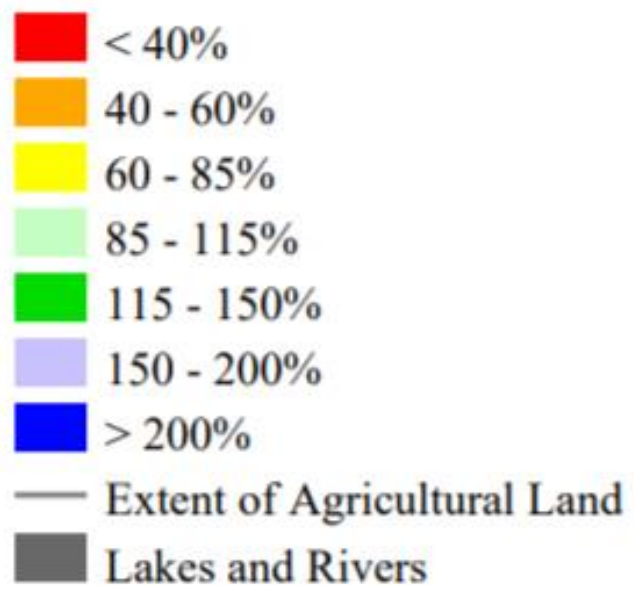 < 40%
40 - 60%
60 - 85%
85 - 115%
115 - 150%
150 - 200%
> 200%
Extent of Agricultural Land
Lakes and Rivers